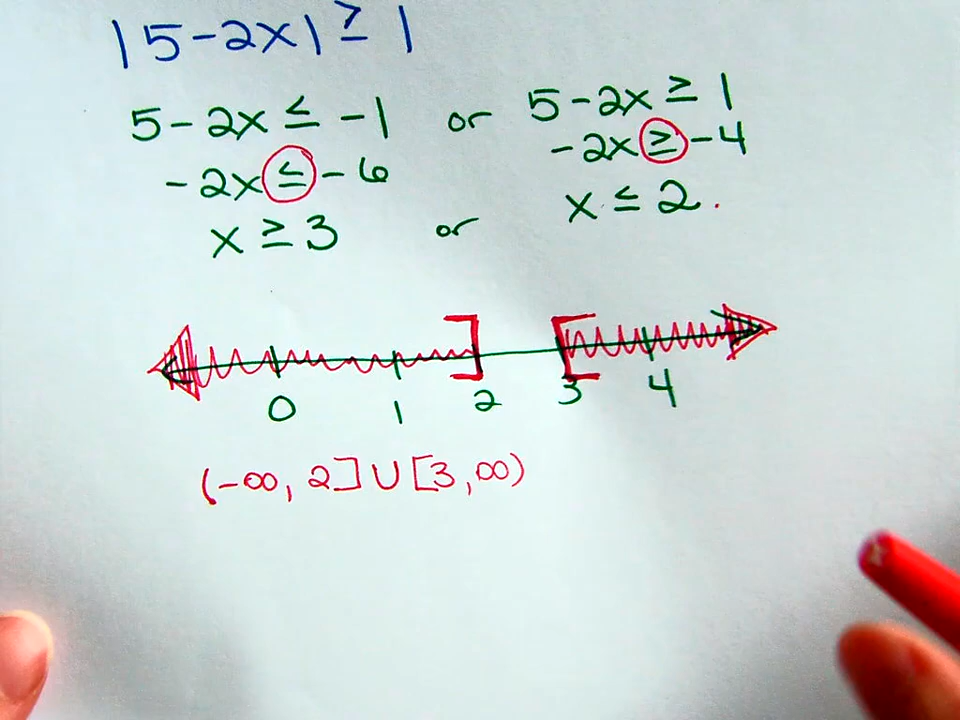 |5-2x| ≥ 1
5-2x ≤ -1 or 5-2x ≥ 1
-2x ≤ -6 -2x ≥ -4
x ≥ 3 or x ≤ 2.
0 1 2 3 4
(-∞, 2] ∪ [3, ∞)